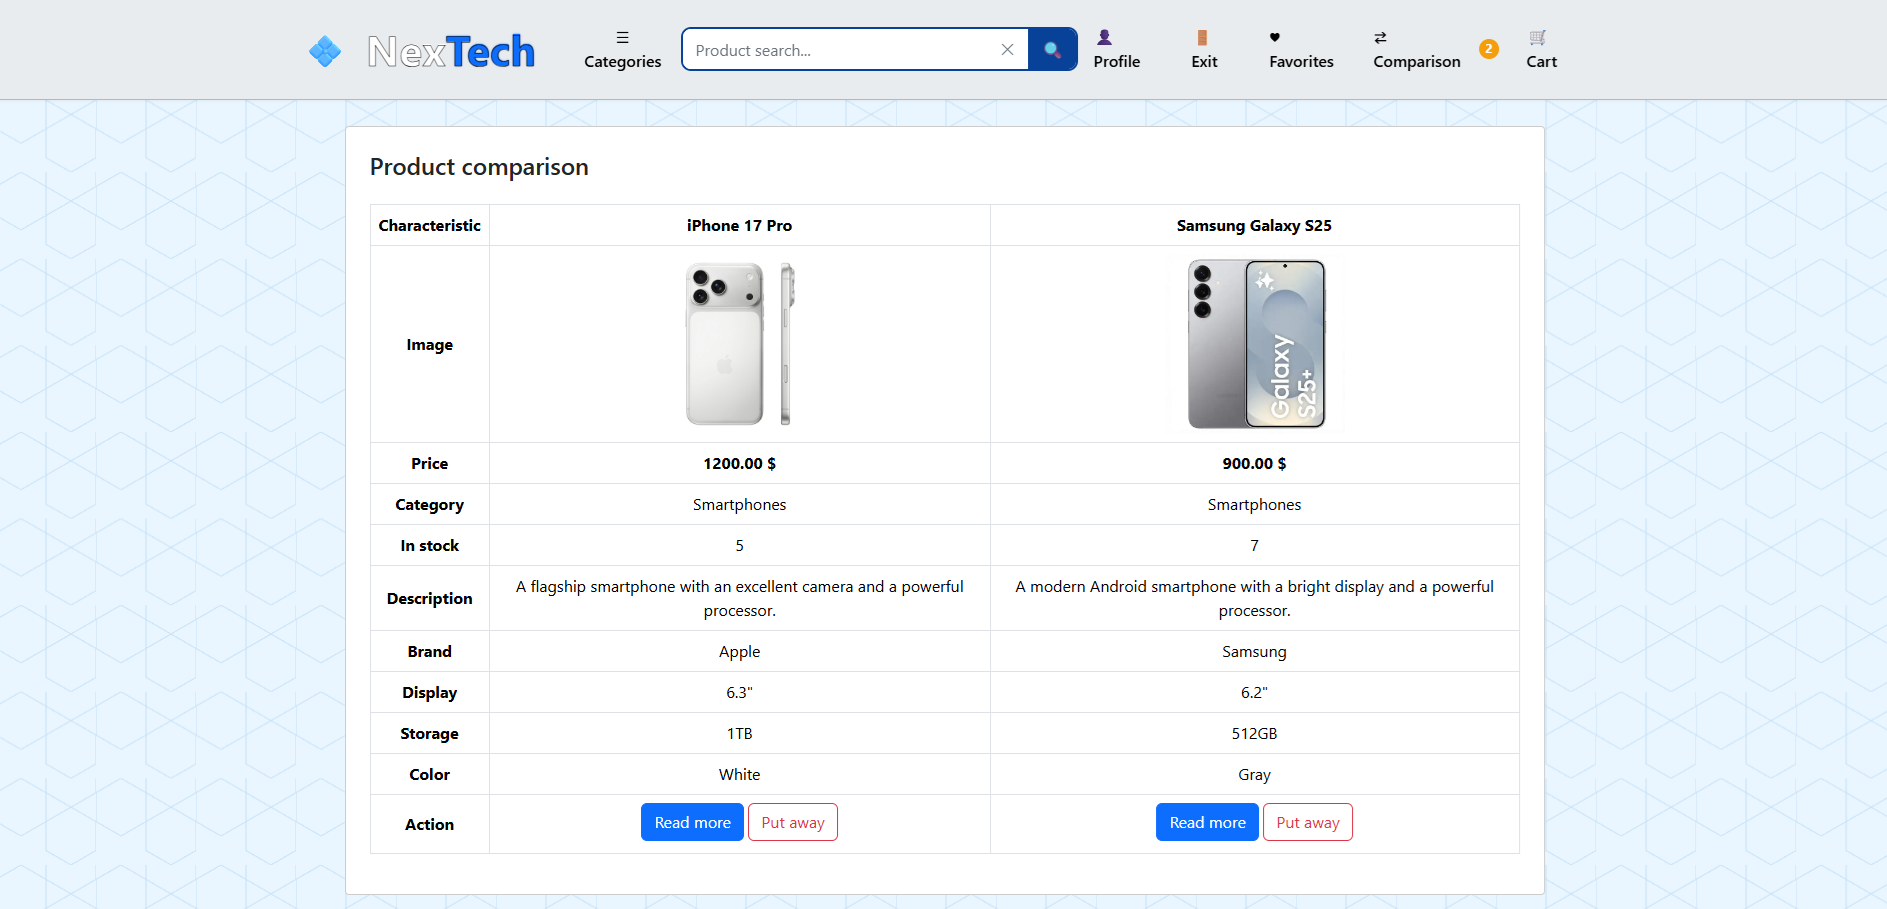 NexTech
Categories
Product search...
Profile
Exit
Favorites
Comparison
2
Cart
Product comparison
Characteristic iPhone 17 Pro Samsung Galaxy S25
Image
Galaxy
S25+
Price 1200.00 $ 900.00 $
Category Smartphones Smartphones
In stock 5 7
Description A flagship smartphone with an excellent camera and a powerful
processor.
A modern Android smartphone with a bright display and a powerful
processor.
Brand Apple Samsung
Display 6.3" 6.2"
Storage 1TB 512GB
Color White Gray
Action Read more Put away Read more Put away